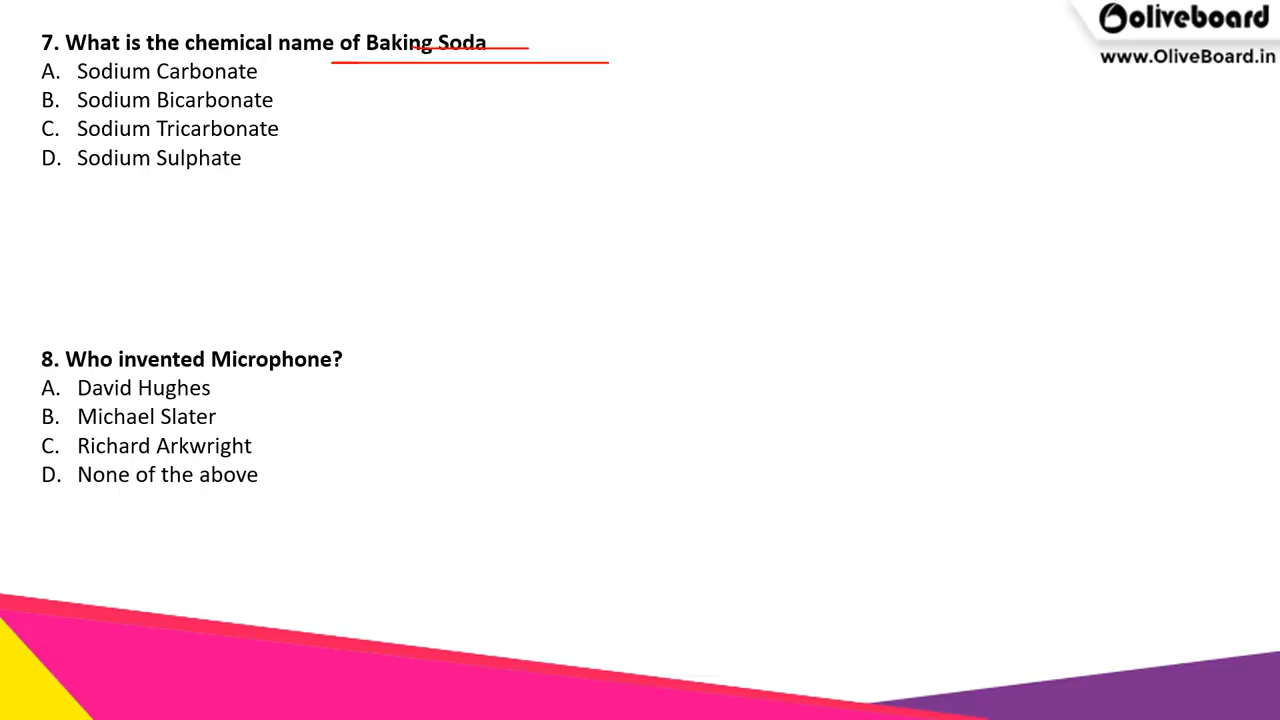 oliveboard
www.OliveBoard.in
7. What is the chemical name of Baking Soda
A. Sodium Carbonate
B. Sodium Bicarbonate
C. Sodium Tricarbonate
D. Sodium Sulphate
8. Who invented Microphone?
A. David Hughes
B. Michael Slater
C. Richard Arkwright
D. None of the above